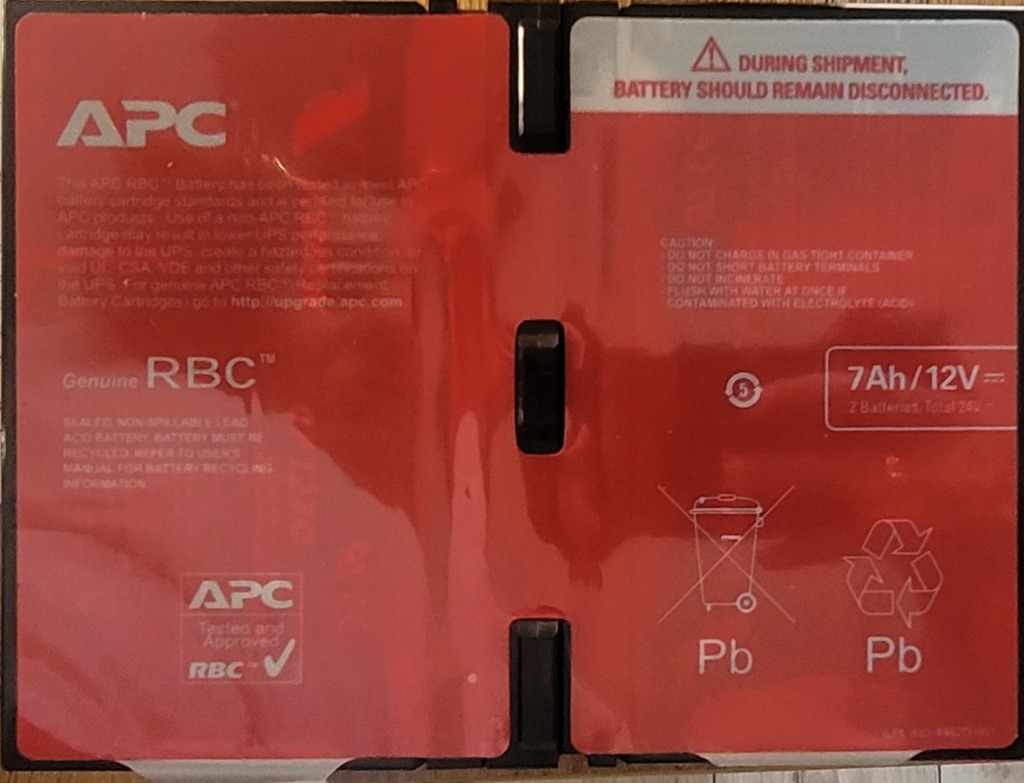 APC
This APC RBC™ Battery has been tested to meet APC
battery cartridge standards and is certified for use in
APC products. Use of a non-APC RBC™ battery
cartridge may result in lower UPS performance,
damage to the UPS, create a hazardous condition, or
void UL, CSA, VDE and other safety certifications on
the UPS. For genuine APC RBC™ (Replacement
Battery Cartridges) go to http://upgrade.apc.com
Genuine RBC™
SEALED, NON-SPILLABLE LEAD
ACID BATTERY. BATTERY MUST BE
RECYCLED. REFER TO USER'S
MANUAL FOR BATTERY RECYCLING
INFORMATION.
APC
Tested and
Approved
RBC™
DURING SHIPMENT,
BATTERY SHOULD REMAIN DISCONNECTED.
CAUTION:
- DO NOT CHARGE IN GAS TIGHT CONTAINER
- DO NOT SHORT BATTERY TERMINALS
- DO NOT INCINERATE
- FLUSH WITH WATER AT ONCE IF
CONTAMINATED WITH ELECTROLYTE (ACID)
5
7Ah/12V
2 Batteries, Total 24V
Pb
Pb